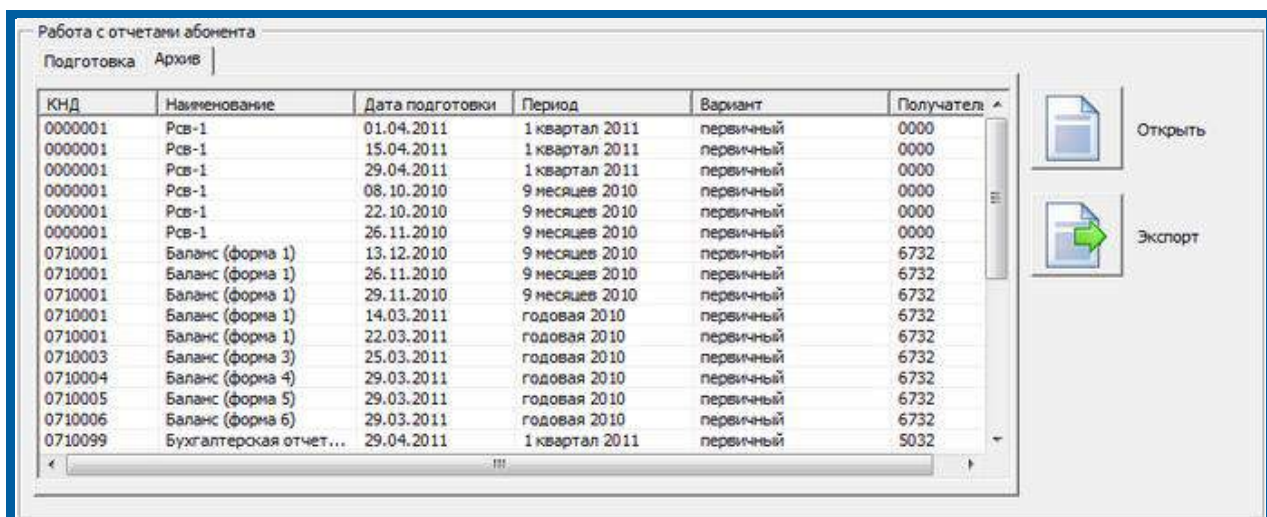 Работа с отчетами абонента
Подготовка Архив
КНД Наименование Дата подготовки Период Вариант Получатель
0000001 Рсв-1 01.04.2011 1 квартал 2011 первичный 0000
0000001 Рсв-1 15.04.2011 1 квартал 2011 первичный 0000
0000001 Рсв-1 29.04.2011 1 квартал 2011 первичный 0000
0000001 Рсв-1 08.10.2010 9 месяцев 2010 первичный 0000
0000001 Рсв-1 22.10.2010 9 месяцев 2010 первичный 0000
0000001 Рсв-1 26.11.2010 9 месяцев 2010 первичный 0000
0710001 Баланс (форма 1) 13.12.2010 9 месяцев 2010 первичный 6732
0710001 Баланс (форма 1) 26.11.2010 9 месяцев 2010 первичный 6732
0710001 Баланс (форма 1) 29.11.2010 9 месяцев 2010 первичный 6732
0710001 Баланс (форма 1) 14.03.2011 годовая 2010 первичный 6732
0710001 Баланс (форма 1) 22.03.2011 годовая 2010 первичный 6732
0710003 Баланс (форма 3) 25.03.2011 годовая 2010 первичный 6732
0710004 Баланс (форма 4) 29.03.2011 годовая 2010 первичный 6732
0710005 Баланс (форма 5) 29.03.2011 годовая 2010 первичный 6732
0710006 Баланс (форма 6) 29.03.2011 годовая 2010 первичный 6732
0710099 Бухгалтерская отчет... 29.04.2011 1 квартал 2011 первичный 5032
Открыть
Экспорт